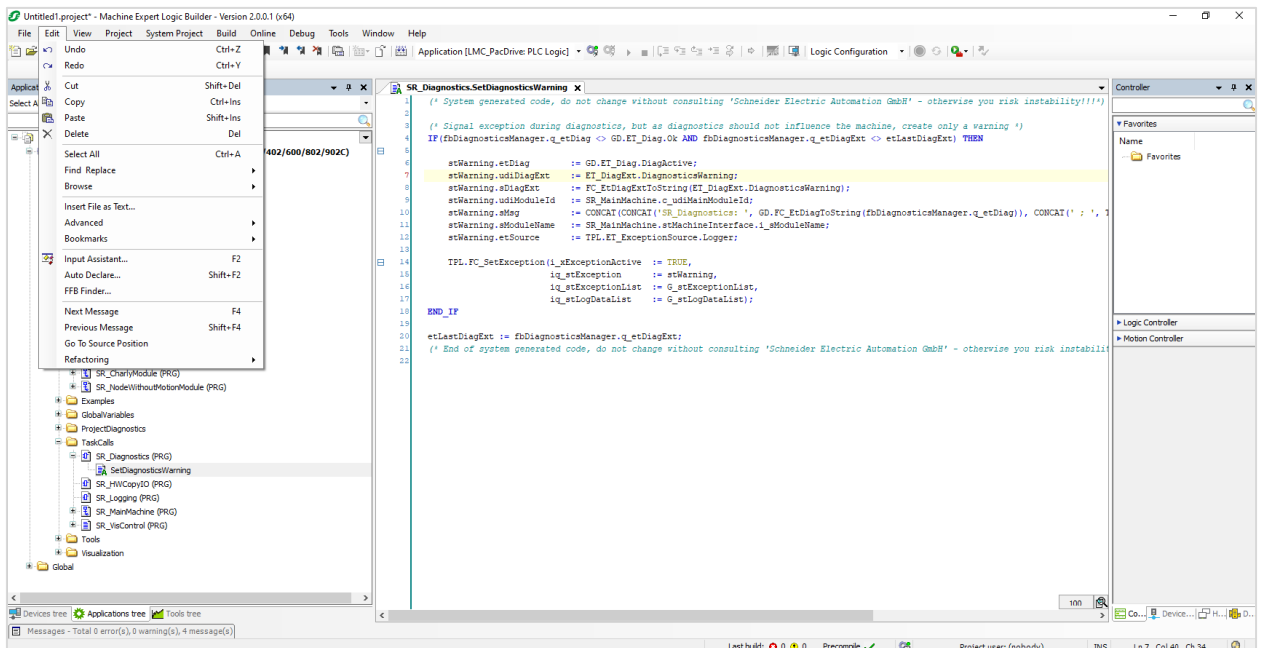 Untitled1.project* - Machine Expert Logic Builder - Version 2.0.0.1 (x64)
File Edit View Project System Project Build Online Debug Tools Window Help
Application [LMC_PacDrive: PLC Logic]
Logic Configuration
Undo Ctrl+Z
Redo Ctrl+Y
Cut Shift+Del
Copy Ctrl+Ins
Paste Shift+Ins
Delete Del
Select All Ctrl+A
Find Replace
Browse
Insert File as Text...
Advanced
Bookmarks
Input Assistant... F2
Auto Declare... Shift+F2
FFB Finder...
Next Message F4
Previous Message Shift+F4
Go To Source Position
Refactoring
Applicat
Select A
/402/600/802/902C)
SR_CharlyModule (PRG)
SR_NodeWithoutMotionModule (PRG)
Examples
GlobalVariables
ProjectDiagnostics
TaskCalls
SR_Diagnostics (PRG)
SetDiagnosticsWarning
SR_HWCopyIO (PRG)
SR_Logging (PRG)
SR_MainMachine (PRG)
SR_VisControl (PRG)
Tools
Visualization
Global
Devices tree Applications tree Tools tree
SR_Diagnostics.SetDiagnosticsWarning
1 (* System generated code, do not change without consulting 'Schneider Electric Automation GmbH' - otherwise you risk instability!!!*)
2
3 (* Signal exception during diagnostics, but as diagnostics should not influence the machine, create only a warning *)
4 IF(fbDiagnosticsManager.q_etDiag <> GD.ET_Diag.Ok AND fbDiagnosticsManager.q_etDiagExt <> etLastDiagExt) THEN
5
6 stWarning.etDiag := GD.ET_Diag.DiagActive;
7 stWarning.udiDiagExt := ET_DiagExt.DiagnosticsWarning;
8 stWarning.sDiagExt := FC_EtDiagExtToString(ET_DiagExt.DiagnosticsWarning);
9 stWarning.udiModuleId := SR_MainMachine.c_udiMainModuleId;
10 stWarning.sMsg := CONCAT(CONCAT('SR_Diagnostics: ', GD.FC_EtDiagToString(fbDiagnosticsManager.q_etDiag)), CONCAT(' ; ',
11 stWarning.sModuleName := SR_MainMachine.stMachineInterface.i_sModuleName;
12 stWarning.etSource := TPL.ET_ExceptionSource.Logger;
13
14 TPL.FC_SetException(i_xExceptionActive := TRUE,
15 iq_stException := stWarning,
16 iq_stExceptionList := G_stExceptionList,
17 iq_stLogDataList := G_stLogDataList);
18 END_IF
19
20 etLastDiagExt := fbDiagnosticsManager.q_etDiagExt;
21 (* End of system generated code, do not change without consulting 'Schneider Electric Automation GmbH' - otherwise you risk instabilit
22
100
Controller
Favorites
Name
Favorites
Logic Controller
Motion Controller
Co... Device... H... D..
Messages - Total 0 error(s), 0 warning(s), 4 message(s)
Last build: 0 0 Precompile Project user: (nobody) INS Ln 7 Col 40 Ch 34